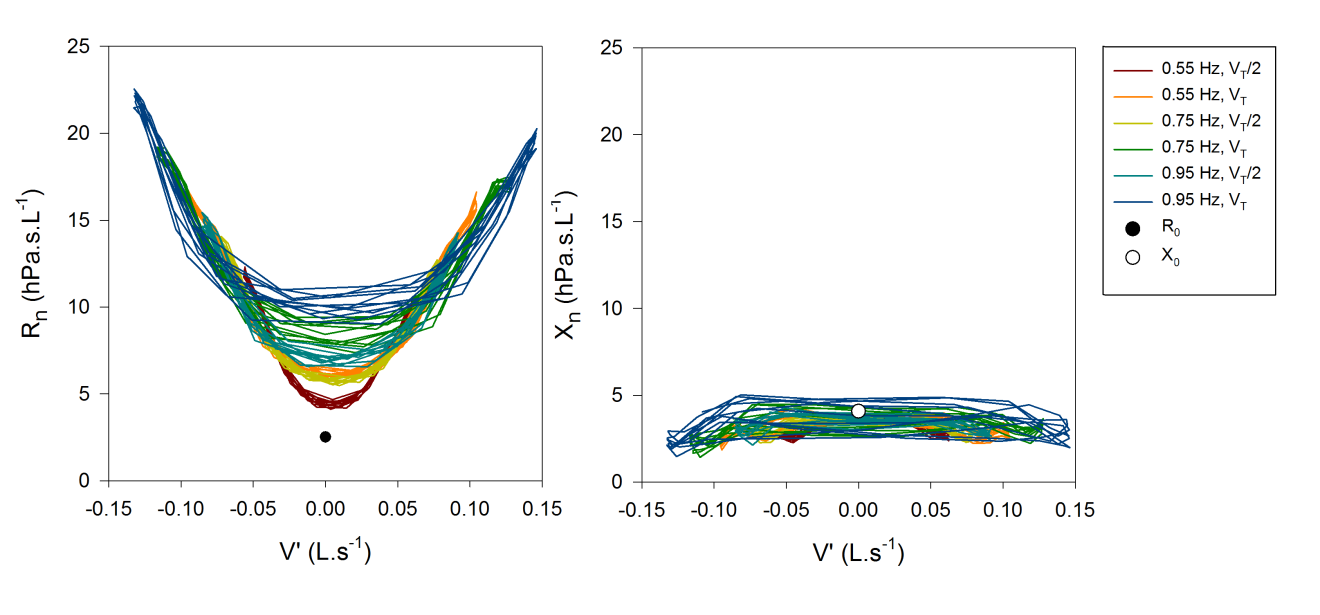 25
20
15
10
5
0
Rn (hPa.s.L-1)
-0.15 -0.10 -0.05 0.00 0.05 0.10 0.15
V' (L.s-1)
25
20
15
10
5
0
Xn (hPa.s.L-1)
-0.15 -0.10 -0.05 0.00 0.05 0.10 0.15
V' (L.s-1)
0.55 Hz, VT/2
0.55 Hz, VT
0.75 Hz, VT/2
0.75 Hz, VT
0.95 Hz, VT/2
0.95 Hz, VT
R0
X0